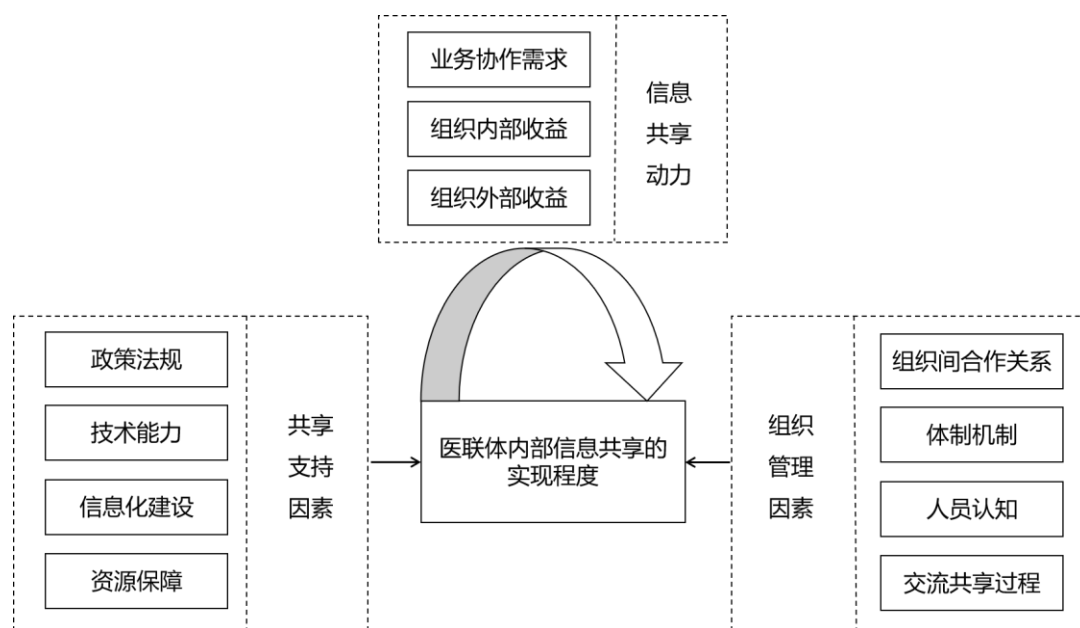 业务协作需求
组织内部收益
组织外部收益
信息
共享
动力
政策法规
技术能力
信息化建设
资源保障
共享
支持
因素
医联体内部信息共享的
实现程度
组织
管理
因素
组织间合作关系
体制机制
人员认知
交流共享过程